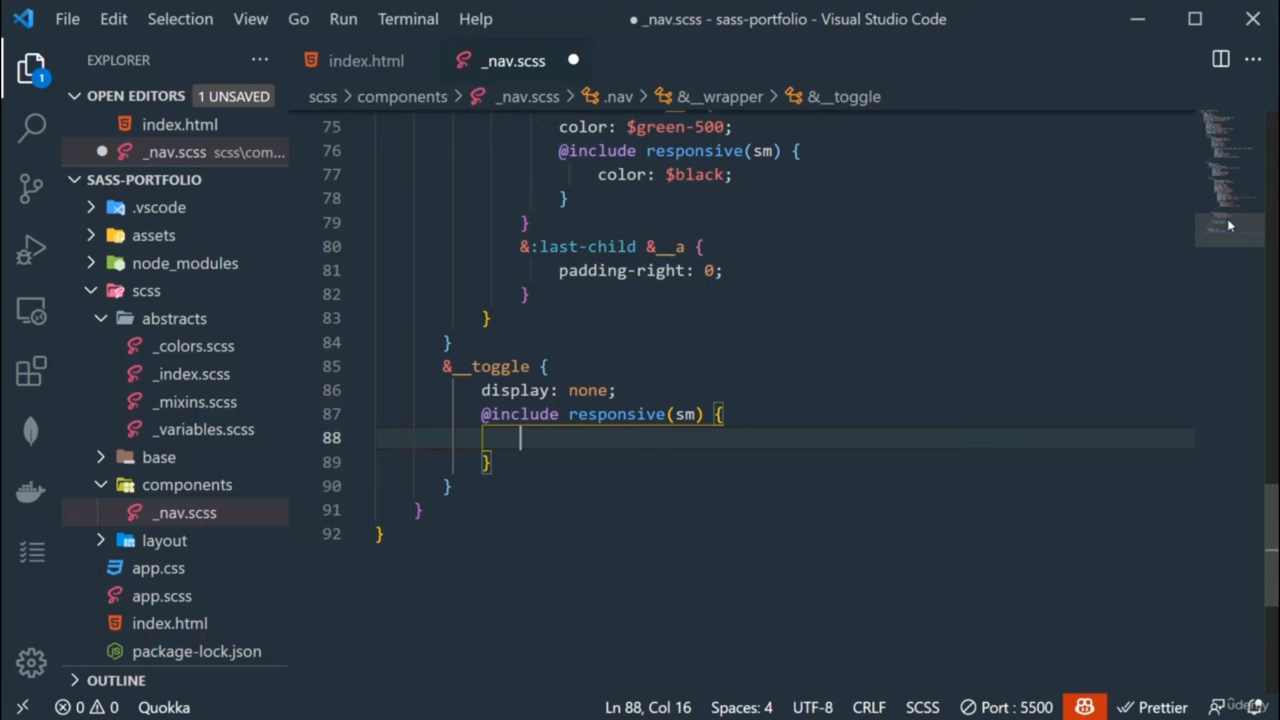 File Edit Selection View Go Run Terminal Help
● _nav.scss - sass-portfolio - Visual Studio Code
EXPLORER
index.html
_nav.scss
OPEN EDITORS 1 UNSAVED
scss > components > _nav.scss > .nav > &__wrapper > &__toggle
index.html
_nav.scss scss\com...
SASS-PORTFOLIO
.vscode
assets
node_modules
scss
abstracts
_colors.scss
_index.scss
_mixins.scss
_variables.scss
base
components
_nav.scss
layout
app.css
app.scss
index.html
package-lock.json
OUTLINE
1
75 color: $green-500;
76 @include responsive(sm) {
77 color: $black;
78 }
79 }
80 &:last-child &__a {
81 padding-right: 0;
82 }
83 }
84 }
85 &__toggle {
86 display: none;
87 @include responsive(sm) {
88
89 }
90 }
91 }
92 }
0 0 Quokka
Ln 88, Col 16 Spaces: 4 UTF-8 CRLF SCSS Port : 5500 Prettier
udemy